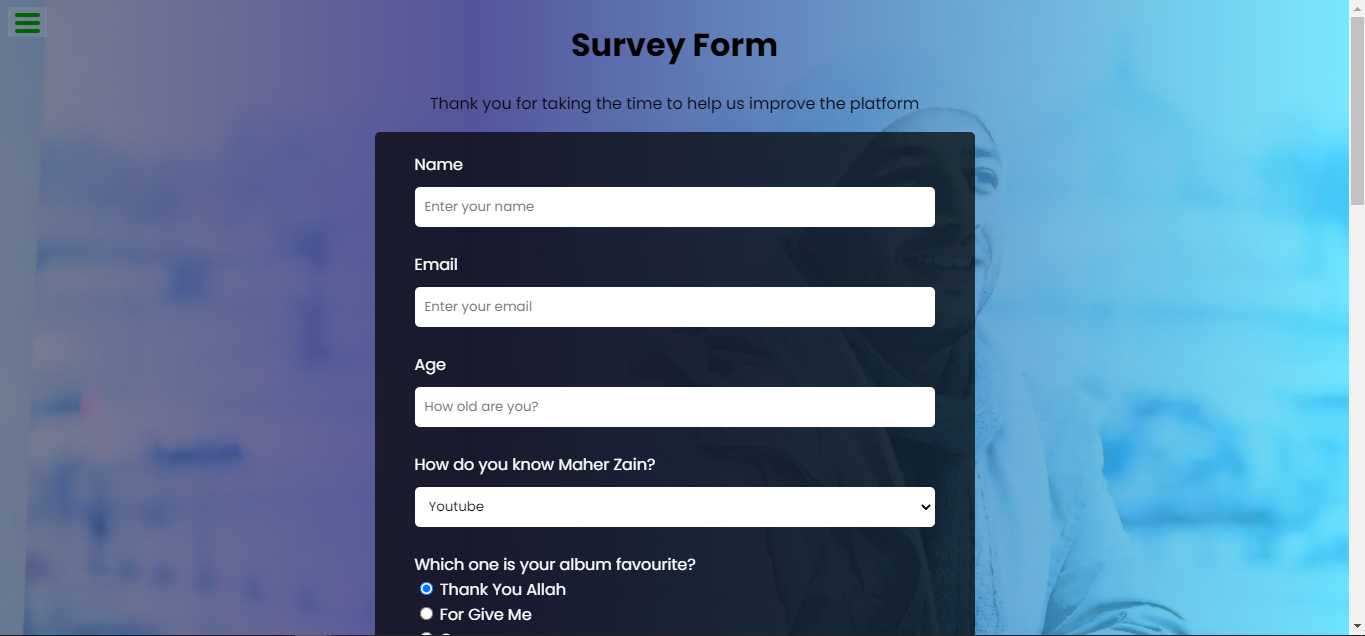 Survey Form
Thank you for taking the time to help us improve the platform
Name
Enter your name
Email
Enter your email
Age
How old are you?
How do you know Maher Zain?
Youtube
Which one is your album favourite?
Thank You Allah
For Give Me